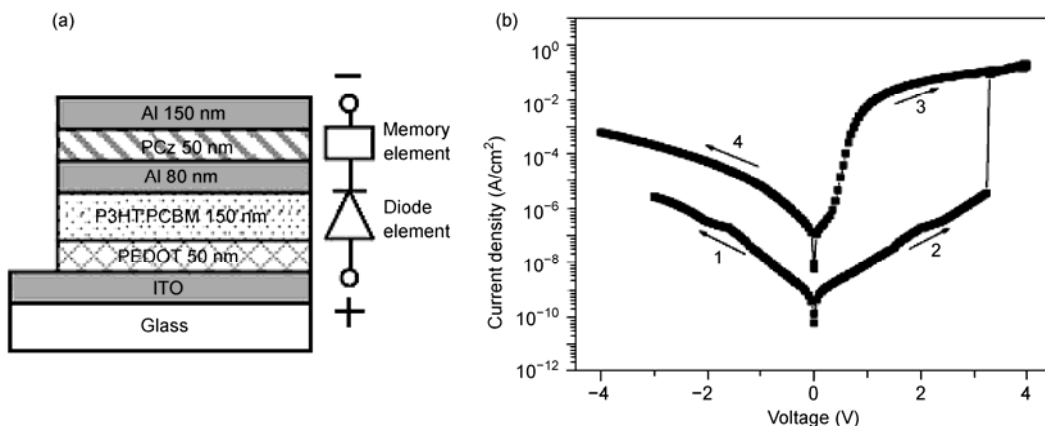 (a)
Al 150 nm
PCz 50 nm
Al 80 nm
P3HT:PCBM 150 nm
PEDOT 50 nm
ITO
Glass
−
Memory
element
Diode
element
+
(b)
Current density (A/cm²)
10⁰
10⁻²
10⁻⁴
10⁻⁶
10⁻⁸
10⁻¹⁰
10⁻¹²
1
2
3
4
−4
−2
0
2
4
Voltage (V)